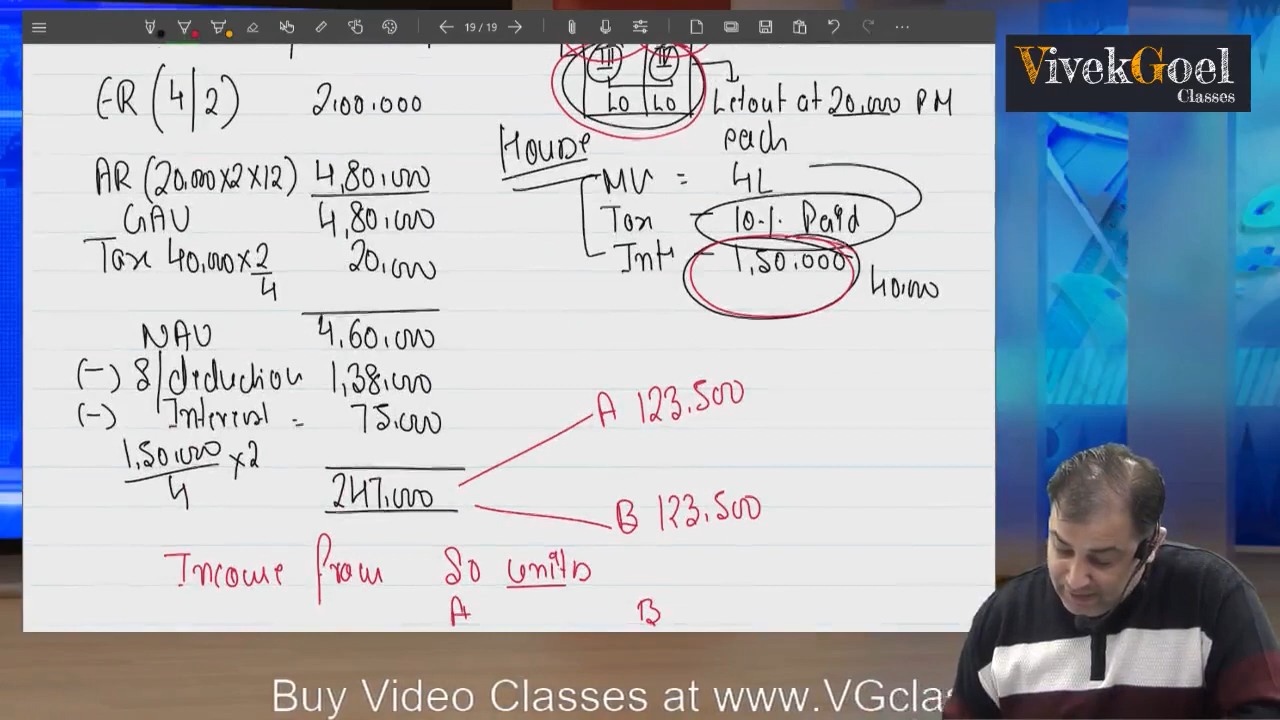 19/19
VivekGoel
Classes
III IV
LO LO
ER (4/2) 2,00,000
Letout at 20,000 PM
each
House
AR (20,000×2×12) 4,80,000
MV = 4L
GAV 4,80,000
Tax - 10% Paid
Tax 40,000×2/4 20,000
Int - 1,50,000
40,000
NAV 4,60,000
(-) S/deduction 1,38,000
(-) Interest = 75,000
1,50,000/4 ×2
A 123,500
247,000
B 123,500
Income from SO units
A B
Buy Video Classes at www.VGclas